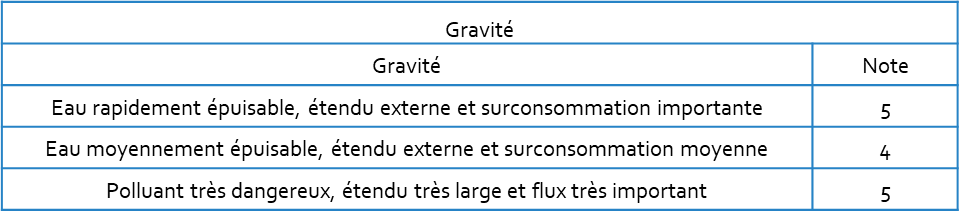 Gravité
Gravité Note
Eau rapidement épuisable, étendu externe et surconsommation importante 5
Eau moyennement épuisable, étendu externe et surconsommation moyenne 4
Polluant très dangereux, étendu très large et flux très important 5